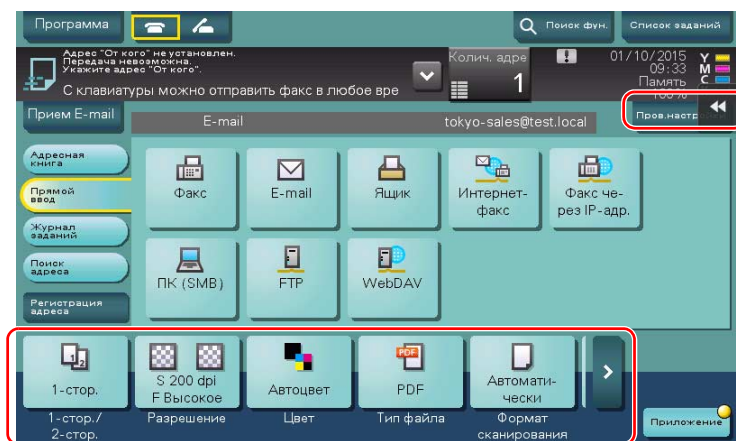 Программа
Поиск фун.
Список заданий
Адрес "От кого" не установлен.
Передача невозможна.
Укажите адрес "От кого".
С клавиатуры можно отправить факс в любое вре
Колич. адре
1
01/10/2015
09:33
Память
100%
Y
M
C
Прием E-mail
E-mail
tokyo-sales@test.local
Пров.настр
Адресная
книга
Прямой
ввод
Журнал
заданий
Поиск
адреса
Регистрация
адреса
Факс
E-mail
Ящик
Интернет-
факс
Факс че-
рез IP-адр.
ПК (SMB)
FTP
WebDAV
1-стор.
S 200 dpi
F Высокое
Автоцвет
PDF
PDF
Автомати-
чески
1-стор./
2-стор.
Разрешение
Цвет
Тип файла
Формат
сканирования
Приложение